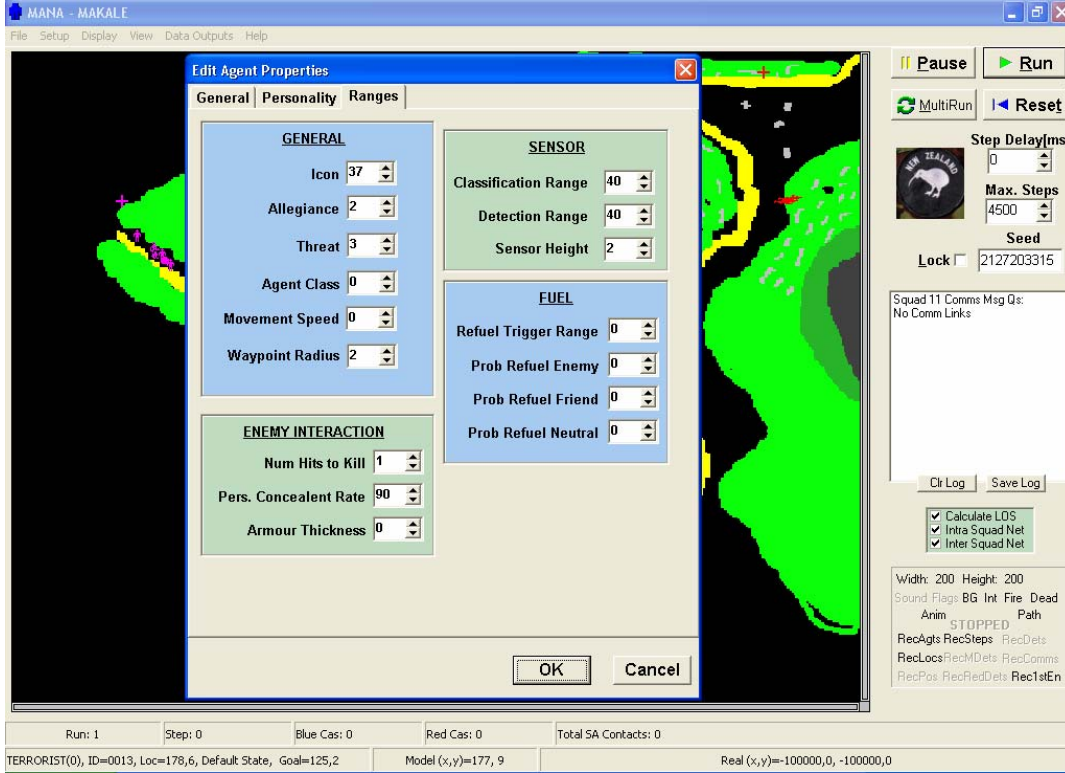 MANA - MAKALE
File Setup Display View Data Outputs Help
Edit Agent Properties
General Personality Ranges
GENERAL
Icon 37
Allegiance 2
Threat 3
Agent Class 0
Movement Speed 0
Waypoint Radius 2
ENEMY INTERACTION
Num Hits to Kill 1
Pers. Concealent Rate 90
Armour Thickness 0
SENSOR
Classification Range 40
Detection Range 40
Sensor Height 2
FUEL
Refuel Trigger Range 0
Prob Refuel Enemy 0
Prob Refuel Friend 0
Prob Refuel Neutral 0
OK Cancel
Pause Run
MultiRun Reset
NEW ZEALAND
Step Delay[ms
0
Max. Steps
4500
Seed
Lock 2127203315
Squad 11 Comms Msg Qs:
No Comm Links
Clr Log Save Log
Calculate LOS
Intra Squad Net
Inter Squad Net
Width: 200 Height: 200
Sound Flags BG Int Fire Dead
Anim Path
STOPPED
RecAgts RecSteps RecDets
RecLocs RecMDets RecComms
RecPos RecRedDets Rec1stEn
Run: 1 Step: 0 Blue Cas: 0 Red Cas: 0 Total SA Contacts: 0
TERRORIST(0), ID=0013, Loc=178,6, Default State, Goal=125,2 Model (x,y)=177, 9 Real (x,y)=-100000,0, -100000,0